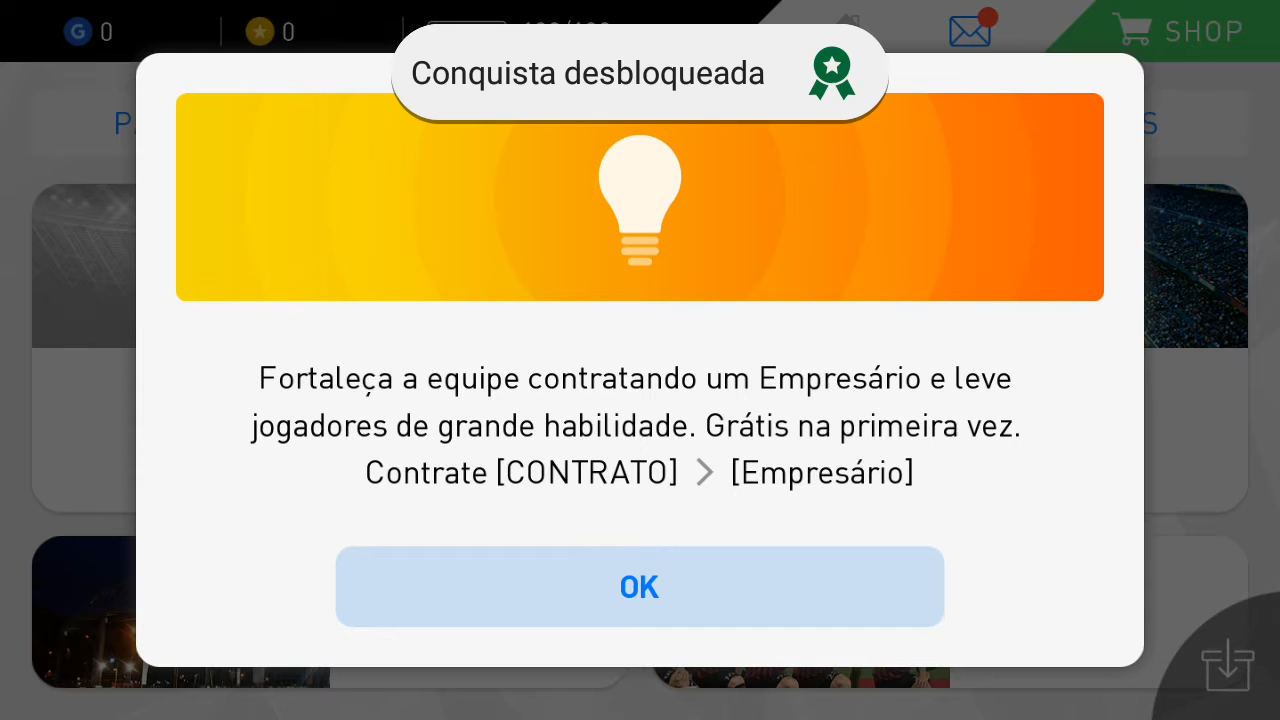 G 0
0
SHOP
Conquista desbloqueada
Fortaleça a equipe contratando um Empresário e leve
jogadores de grande habilidade. Grátis na primeira vez.
Contrate [CONTRATO] > [Empresário]
OK